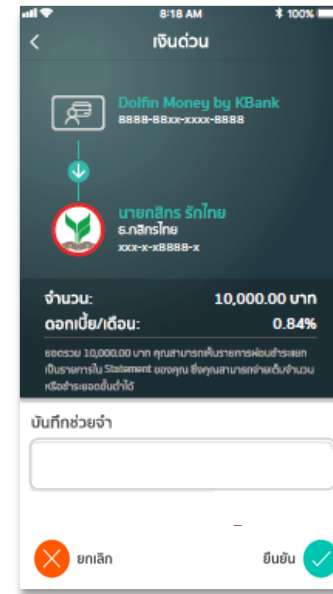 8:18 AM
100%
เงินด่วน
Dolfin Money by KBank
8888-88xx-xxxx-8888
นายกสิกร รักไทย
ธ.กสิกรไทย
xxx-x-x8888-x
จำนวน: 10,000.00 บาท
ดอกเบี้ย/เดือน: 0.84%
ยอดรวม 10,000.00 บาท คุณสามารถเห็นรายการผ่อนชำระแยก
เป็นรายการใน Statement ของคุณ ซึ่งคุณสามารถจ่ายเต็มจำนวน
หรือชำระยอดขั้นต่ำได้
บันทึกช่วยจำ
ยกเลิก ยืนยัน